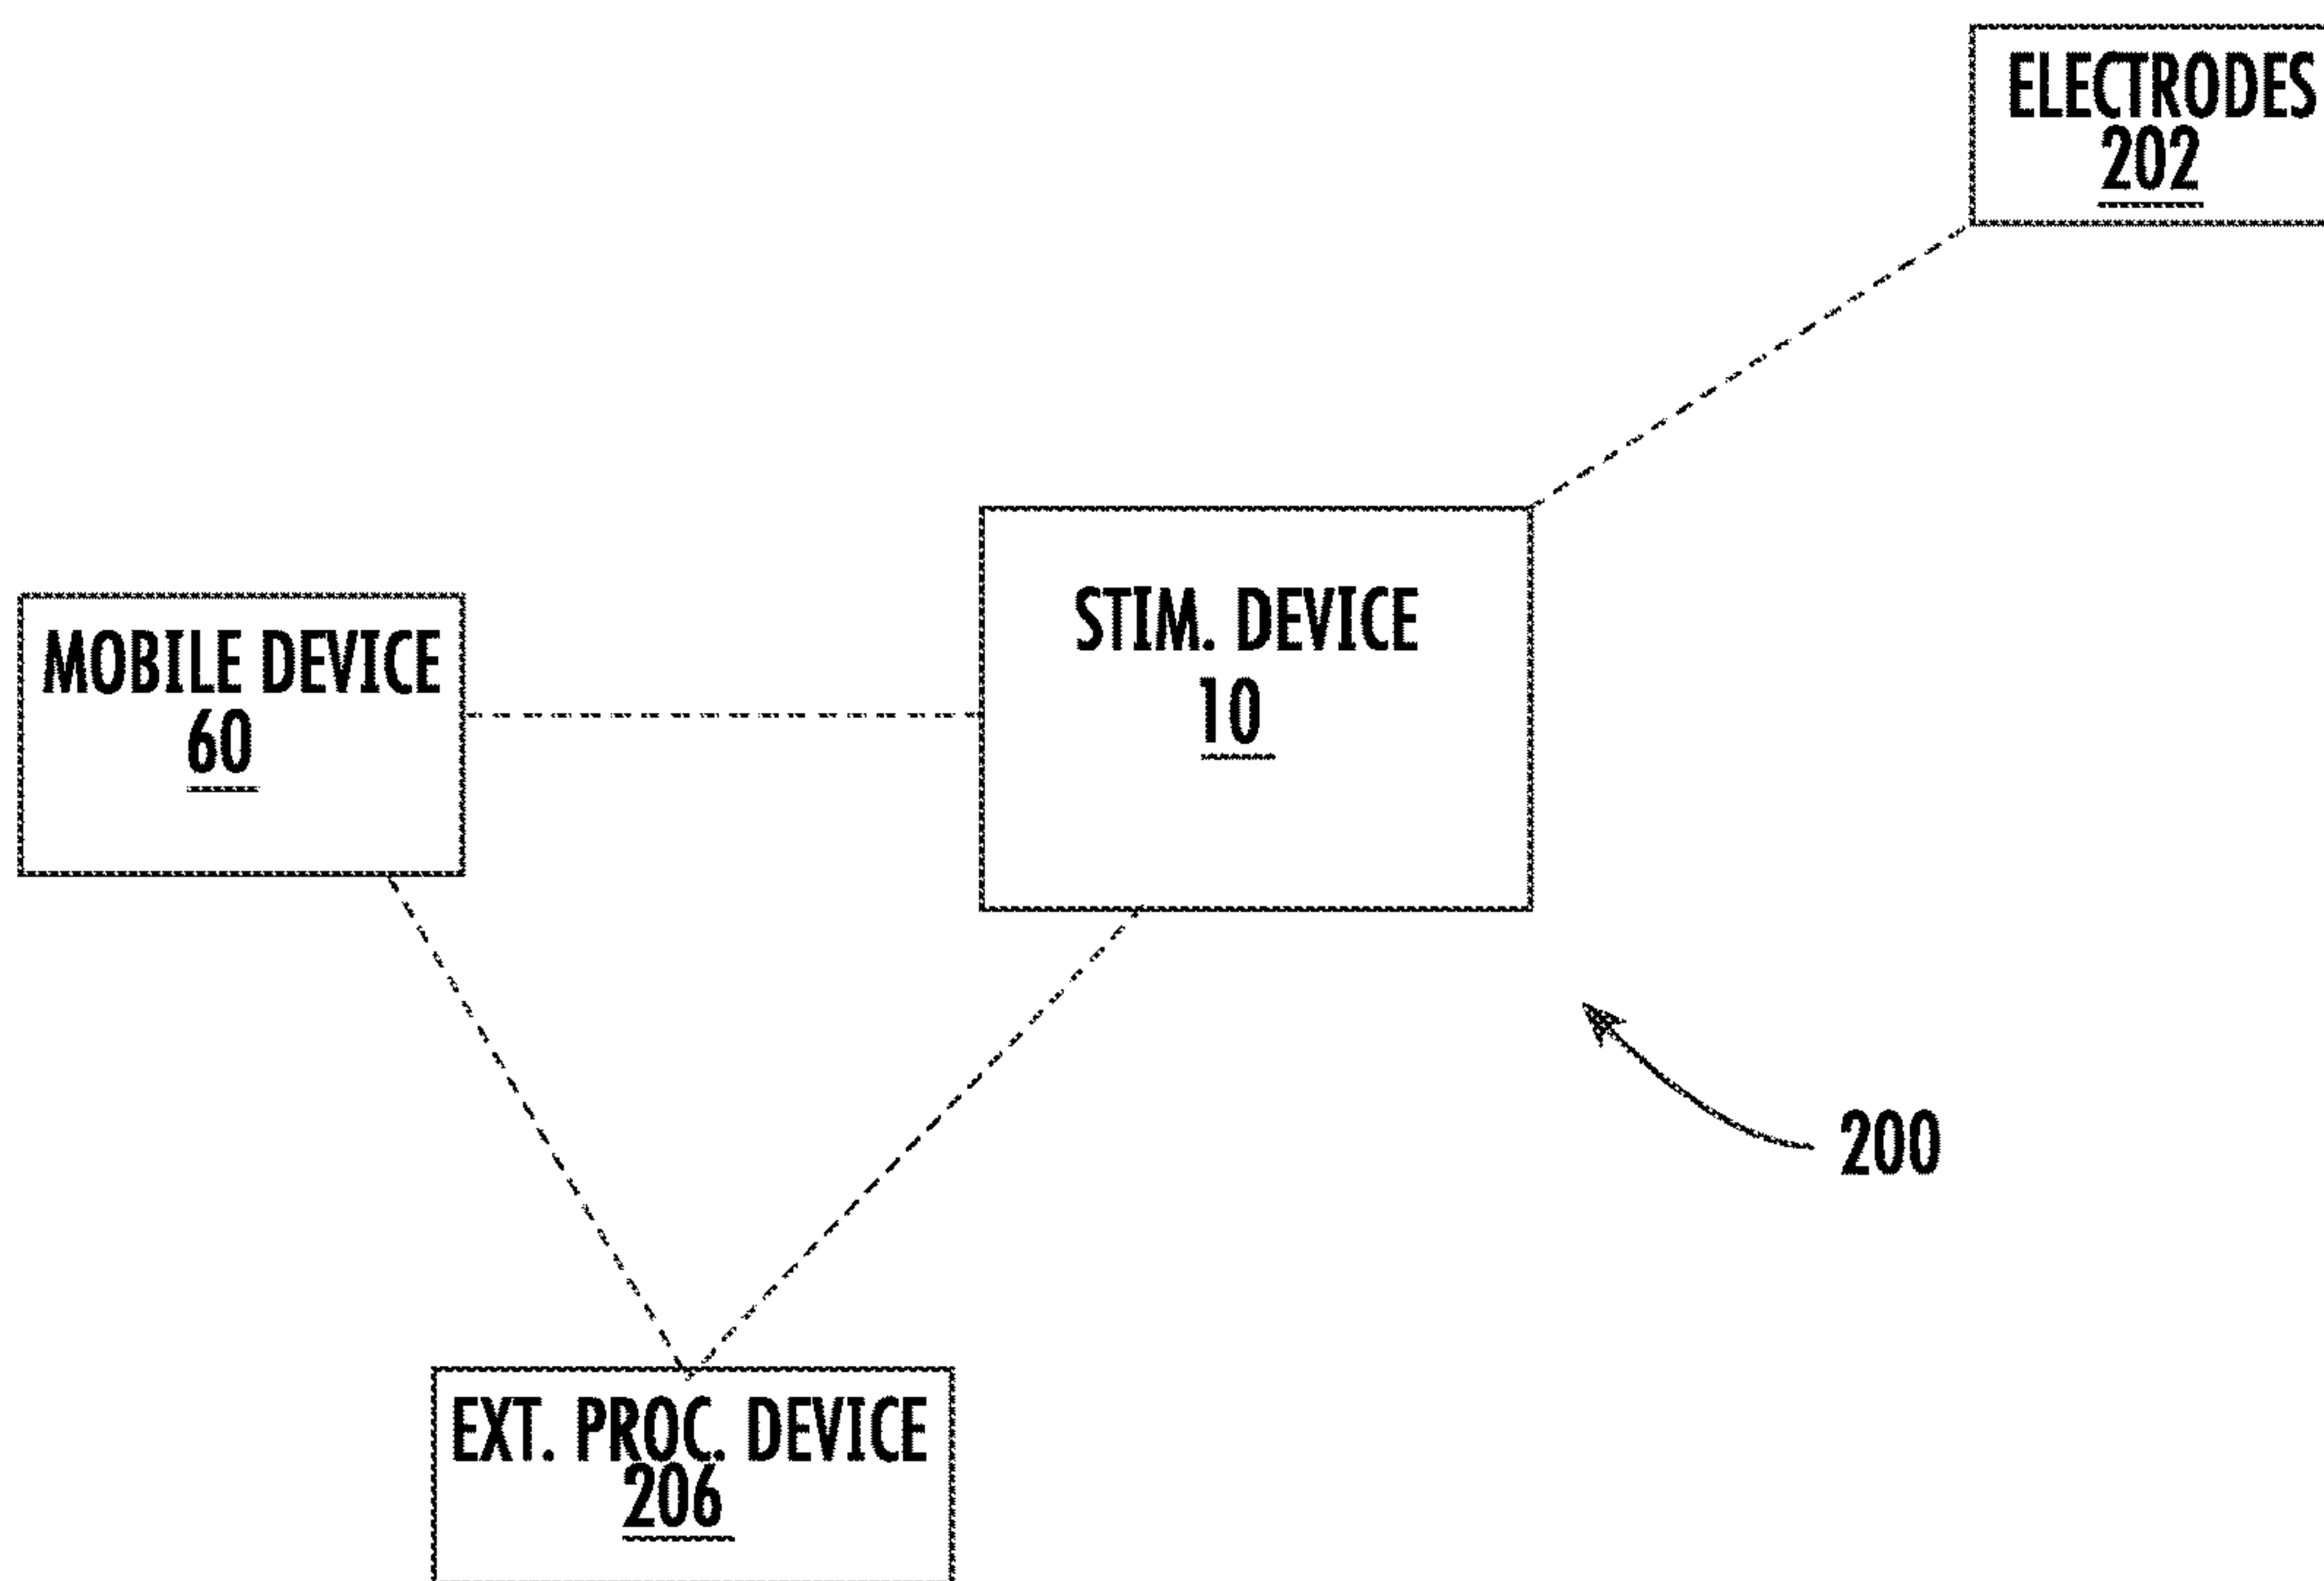 ELECTRODES
202
STIM. DEVICE
10
MOBILE DEVICE
60
200
EXT. PROC. DEVICE
206